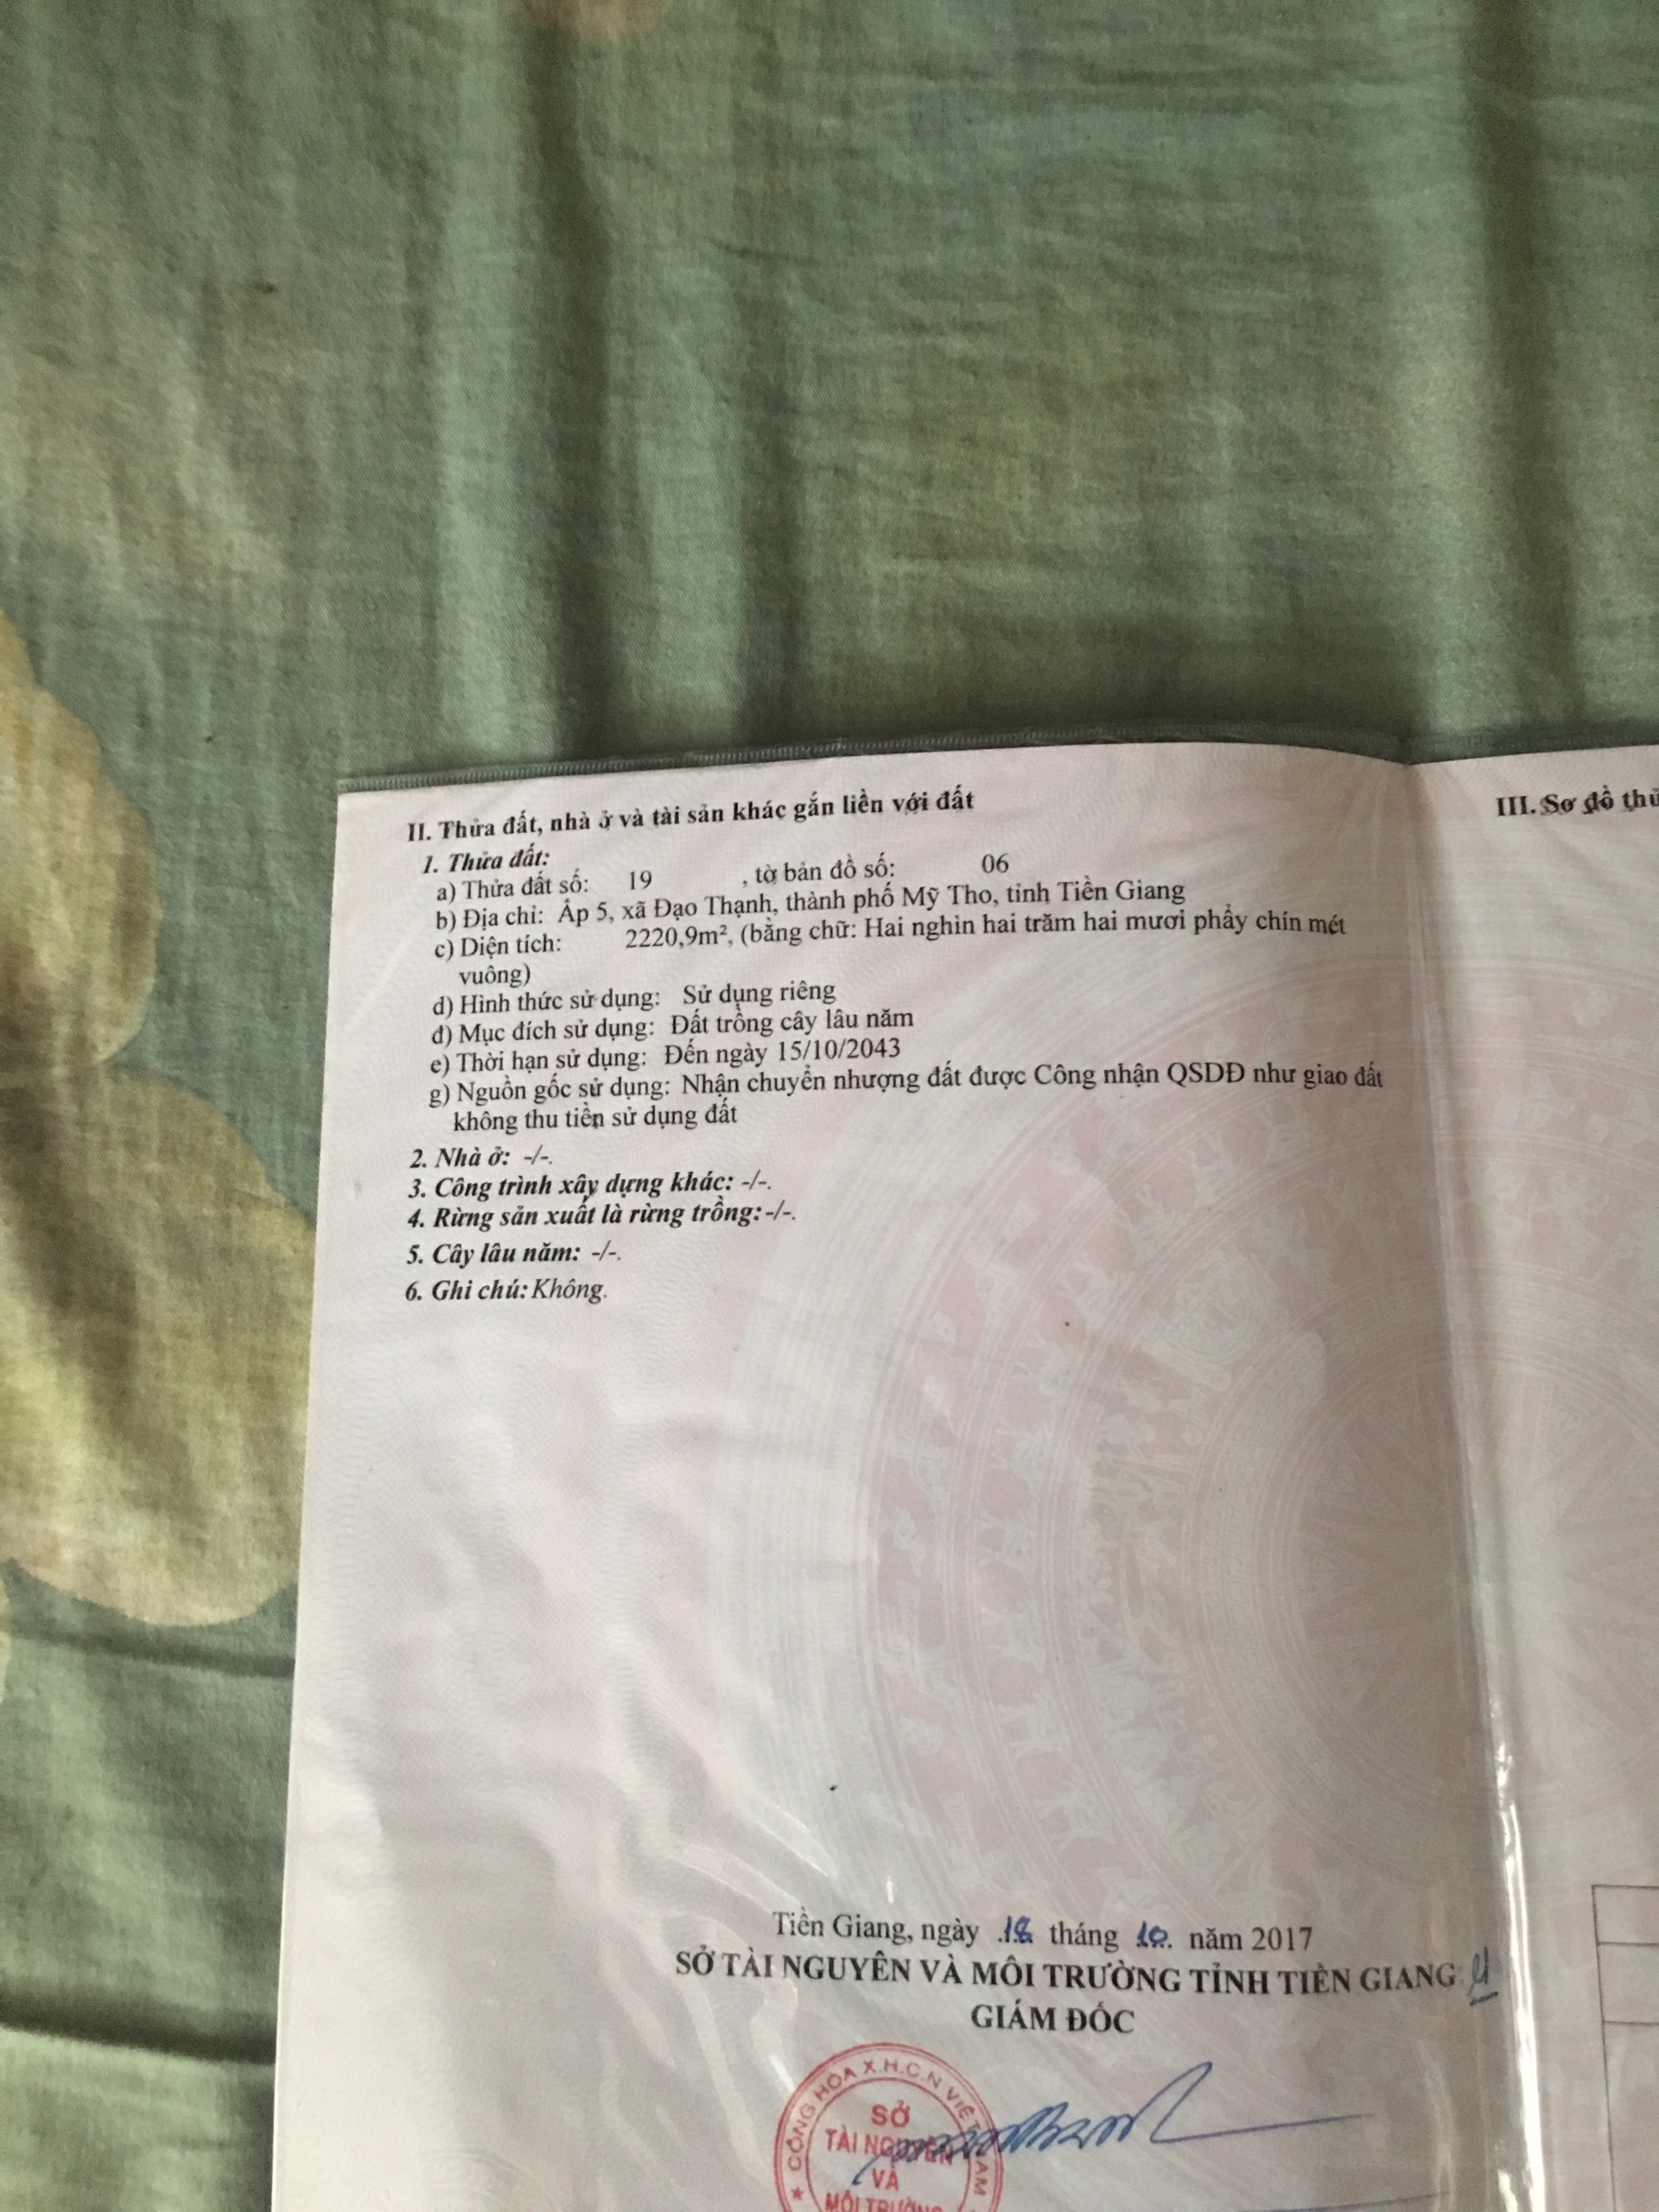 II. Thửa đất, nhà ở và tài sản khác gắn liền với đất
1. Thửa đất:
a) Thửa đất số: 19 , tờ bản đồ số: 06
b) Địa chỉ: Ấp 5, xã Đạo Thạnh, thành phố Mỹ Tho, tỉnh Tiền Giang
c) Diện tích: 2220,9m², (bằng chữ: Hai nghìn hai trăm hai mươi phẩy chín mét
vuông)
d) Hình thức sử dụng: Sử dụng riêng
đ) Mục đích sử dụng: Đất trồng cây lâu năm
e) Thời hạn sử dụng: Đến ngày 15/10/2043
g) Nguồn gốc sử dụng: Nhận chuyển nhượng đất được Công nhận QSDĐ như giao đất
không thu tiền sử dụng đất
2. Nhà ở: -/-.
3. Công trình xây dựng khác: -/-.
4. Rừng sản xuất là rừng trồng: -/-.
5. Cây lâu năm: -/-.
6. Ghi chú: Không.
III. Sơ đồ thử
Tiền Giang, ngày 18 tháng 10 năm 2017
SỞ TÀI NGUYÊN VÀ MÔI TRƯỜNG TỈNH TIỀN GIANG
GIÁM ĐỐC
CỘNG HÒA X.H.C.N VIỆT NAM
SỞ
TÀI NGUYÊN
VÀ
MÔI TRƯỜNG